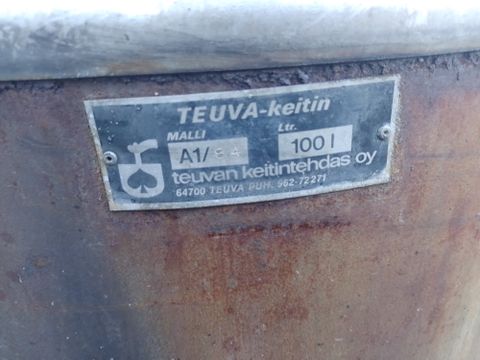 TEUVA-keitin
MALLI Ltr.
A1/ 100 l
teuvan keitintehdas oy
64700 TEUVA PUH. 962-72271